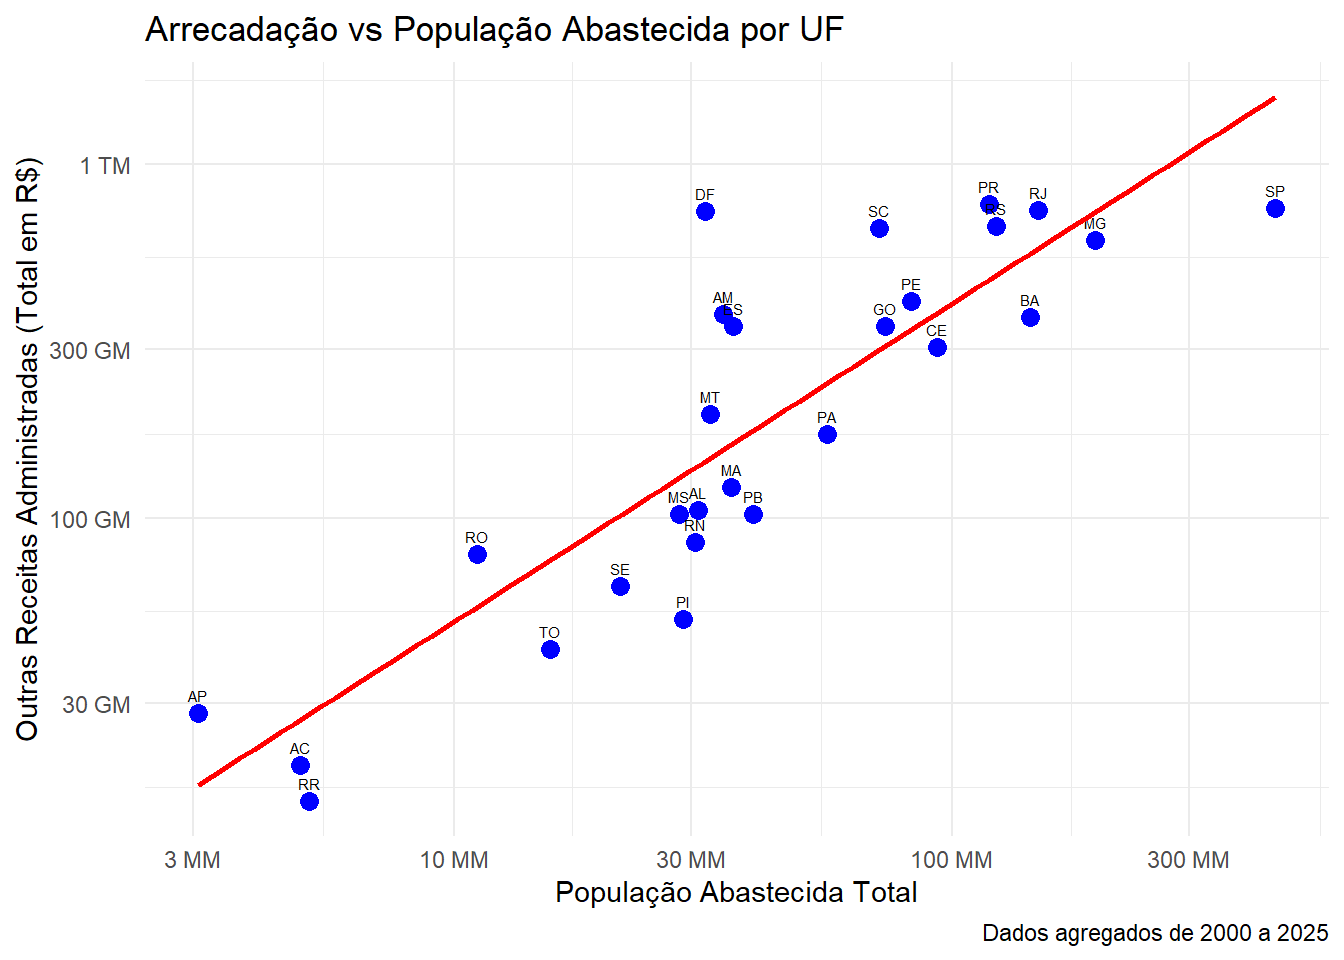 Arrecadação vs População Abastecida por UF
Outras Receitas Administradas (Total em R$)
1 TM
300 GM
100 GM
30 GM
DF
SC
PR
RS
RJ
MG
SP
AM
ES
GO
PE
CE
BA
MT
PA
MA
MS
AL
PB
RN
RO
SE
PI
TO
AP
AC
RR
3 MM
10 MM
30 MM
100 MM
300 MM
População Abastecida Total
Dados agregados de 2000 a 2025